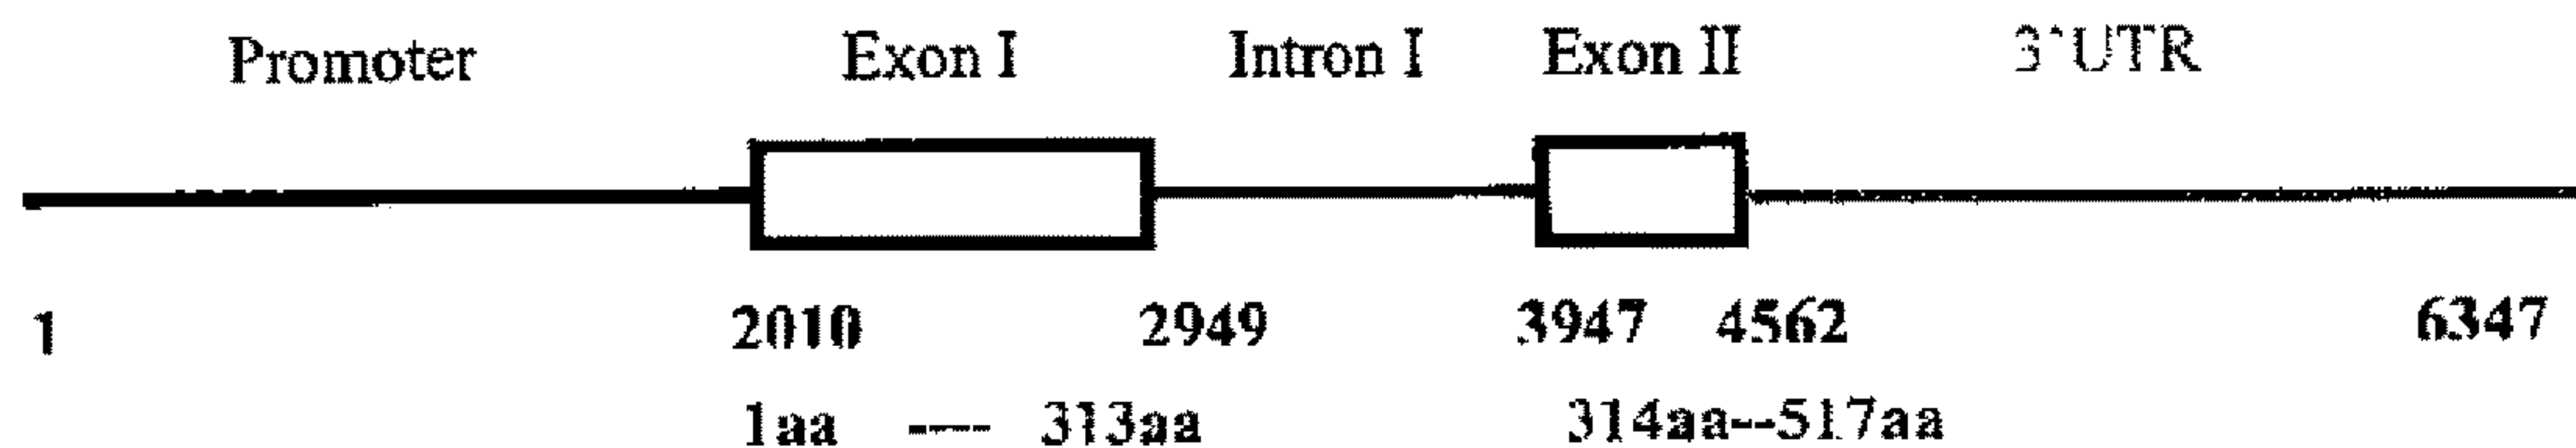 Promoter Exon I Intron I Exon II 3'UTR
1 2010 2949 3947 4562 6347
1aa --- 313aa 314aa--517aa